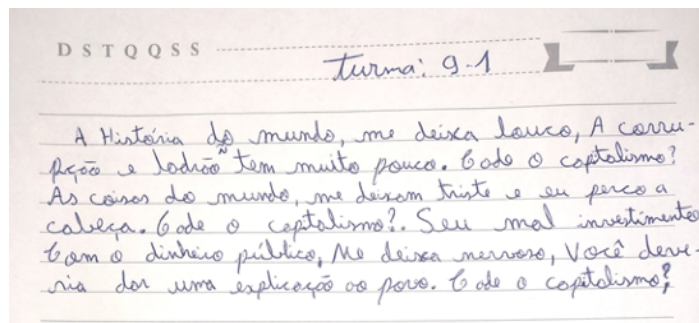 D S T Q Q S S
turma: 9-1
A História do mundo, me deixa louco, A corru-
pção e ladrão ñ tem muito pouco. Cade o capitalismo?
As coisas do mundo, me deixam triste e eu perco a
cabeça. Cade o capitalismo?. Seu mal investimento
Com o dinheiro público, Me deixa nervoso, Você deve-
ria dar uma explicação ao povo. Cade o capitalismo?